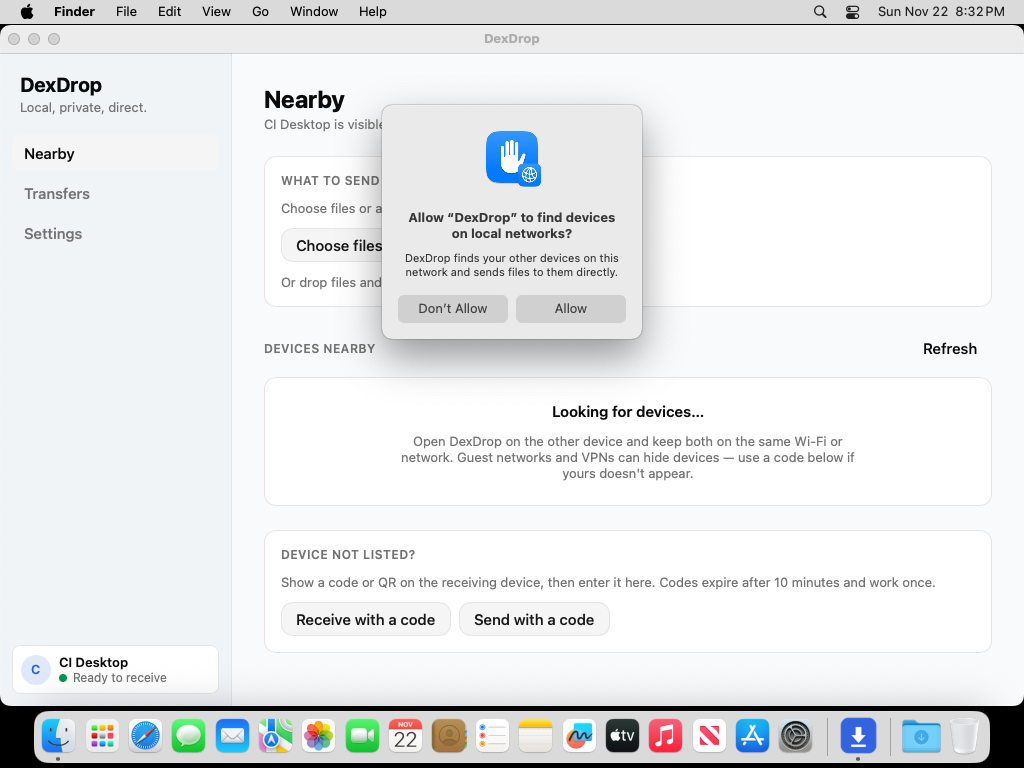 Finder File Edit View Go Window Help Sun Nov 22 8:32 PM
DexDrop
DexDrop
Local, private, direct.
Nearby
Transfers
Settings
C
CI Desktop
Ready to receive
Nearby
CI Desktop is visible
WHAT TO SEND
Choose files or a
Choose files
Or drop files and
Allow “DexDrop” to find devices
on local networks?
DexDrop finds your other devices on this
network and sends files to them directly.
Don’t Allow
Allow
DEVICES NEARBY
Refresh
Looking for devices...
Open DexDrop on the other device and keep both on the same Wi-Fi or
network. Guest networks and VPNs can hide devices — use a code below if
yours doesn't appear.
DEVICE NOT LISTED?
Show a code or QR on the receiving device, then enter it here. Codes expire after 10 minutes and work once.
Receive with a code
Send with a code
NOV
22
tv